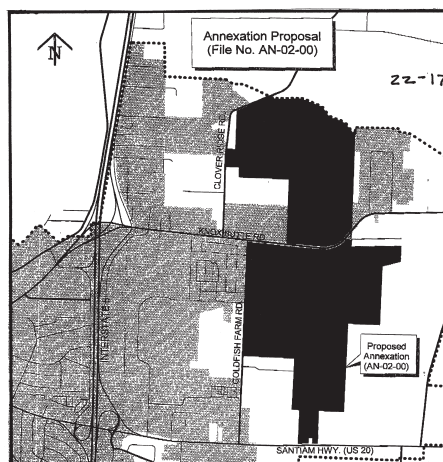 Annexation Proposal
(File No. AN-02-00)
N
22-17
CLOVER RIDGE RD
KNOX BUTTE RD
INTERSTATE 5
GOLDFISH FARM RD
Proposed
Annexation
(AN-02-00)
SANTIAM HWY. (US 20)